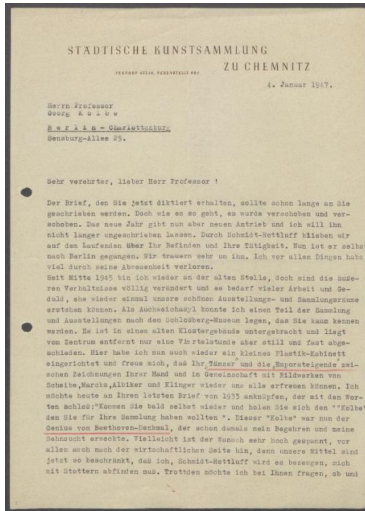 STÄDTISCHE KUNSTSAMMLUNG
ZU CHEMNITZ
4. Januar 1947.
Herrn Professor
Georg Kolbe
Berlin - Charlottenburg
Sensburg-Allee 25.
Sehr verehrter, lieber Herr Professor !
Der Brief, den Sie jetzt diktiert erhalten, sollte schon lange an Sie
geschrieben werden. Doch wie es so geht, es wurde verschoben und ver-
schoben. Das neue Jahr gibt nun aber neuen Antrieb und ich will ihn
nicht länger ungeschrieben lassen. Durch Schmidt-Rottluff blieben wir
auf dem Laufenden über Ihr Befinden und Ihre Tätigkeit. Nun ist er selbst
nach Berlin gegangen. Wir trauern sehr um ihn. Ich vor allen Dingen habe
viel durch seine Abwesenheit verloren.
Seit Mitte 1945 bin ich wieder an der alten Stelle, doch sind die äuße-
ren Verhältnisse völlig verändert und es bedarf vieler Arbeit und Ge-
duld, ehe wieder einmal unsere schönen Ausstellungs- und Sammlungsräume
erstehen können. Als Ausweichsmyl konnte ich einen Teil der Sammlung
und Ausstellungen nach dem Schloßberg-Museum legen, das Sie kaum kennen
werden. Es ist in einem alten Klostergebäude untergebracht und liegt
vom Zentrum entfernt nur eine Viertelstunde aber still und fast abge-
schieden. Hier habe ich nun auch wieder ein kleines Plastik-Kabinett
eingerichtet und freue mich, daß Ihr Tänzer und die Emporsteigende zwi-
schen Zeichnungen Ihrer Hand und in Gemeinschaft mit Bildwerken von
Scheibe, Marcks, Albiker und Klinger wieder uns alle erfreuen können. Ich
möchte heute an Ihren letzten Brief von 1933 anknüpfen, der mit den Wor-
ten schloß: "Kommen Sie bald selbst wieder und holen Sie sich den "Kolbe"
den Sie für Ihre Sammlung haben wollten ". Dieser "Kolbe" war nun der
Genius vom Beethoven-Denkmal, der schon damals mein Begehren und meine
Sehnsucht erweckte. Vielleicht ist der Wunsch sehr hoch gespannt, vor
allem auch nach der wirtschaftlichen Seite hin, denn unsere Mittel sind
jetzt so beschränkt, daß ich, Schmidt-Rottluff wird es bezeugen, mich
mit Stottern abfinden muß. Trotzdem möchte ich bei Ihnen fragen, ob und